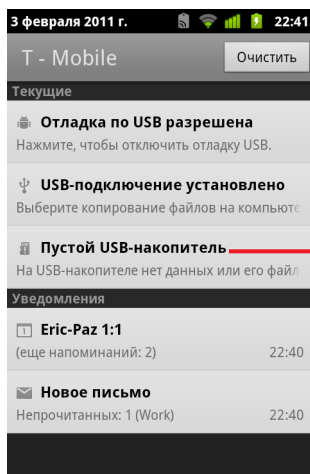 3 февраля 2011 г. 22:41
T - Mobile Очистить
Текущие
Отладка по USB разрешена
Нажмите, чтобы отключить отладку USB.
USB-подключение установлено
Выберите копирование файлов на компьюте
Пустой USB-накопитель
На USB-накопителе нет данных или его файл
Уведомления
1 Eric-Paz 1:1
(еще напоминаний: 2) 22:40
Новое письмо
Непрочитанных: 1 (Work) 22:40